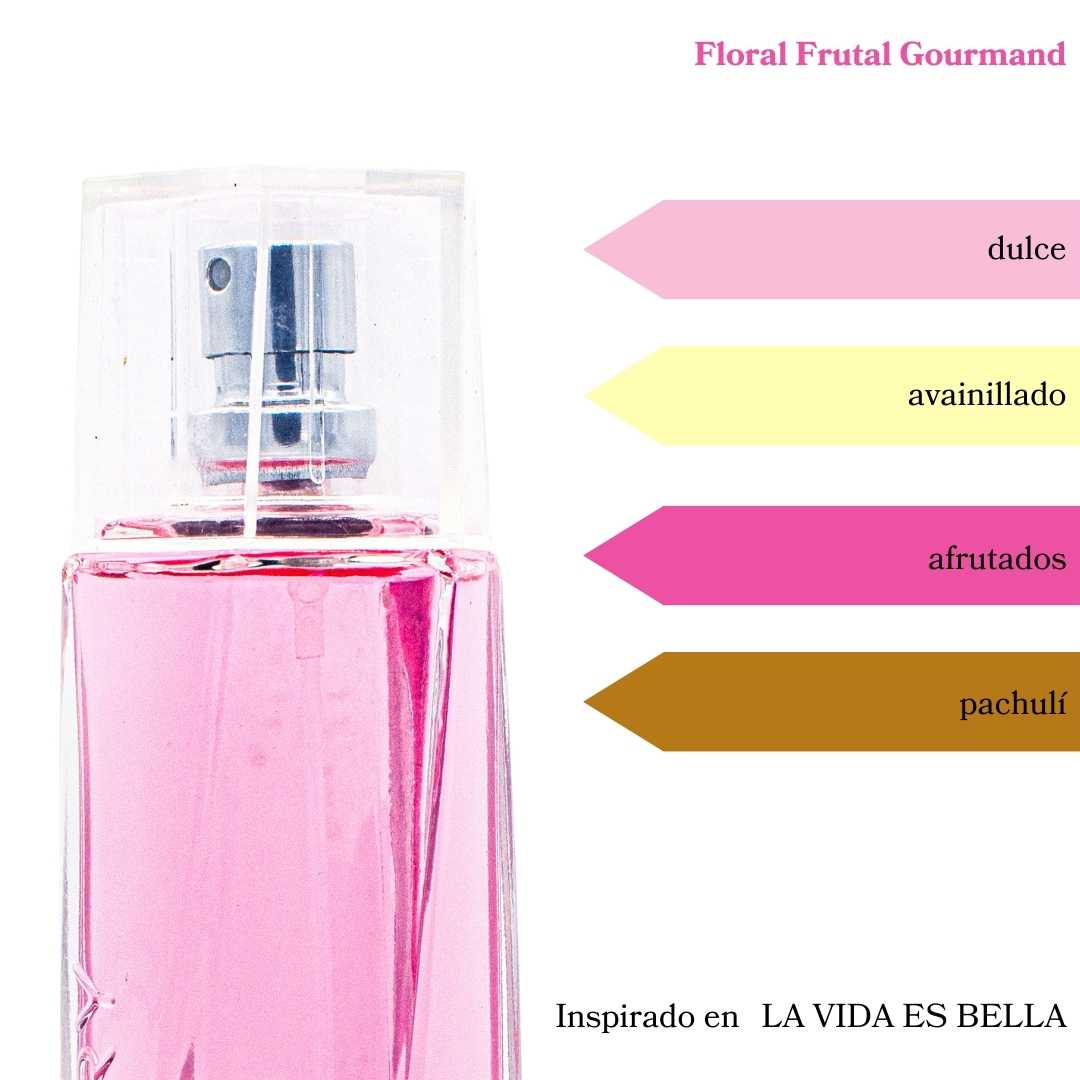 Floral Frutal Gourmand
dulce
avainillado
afrutados
pachulí
Inspirado en LA VIDA ES BELLA